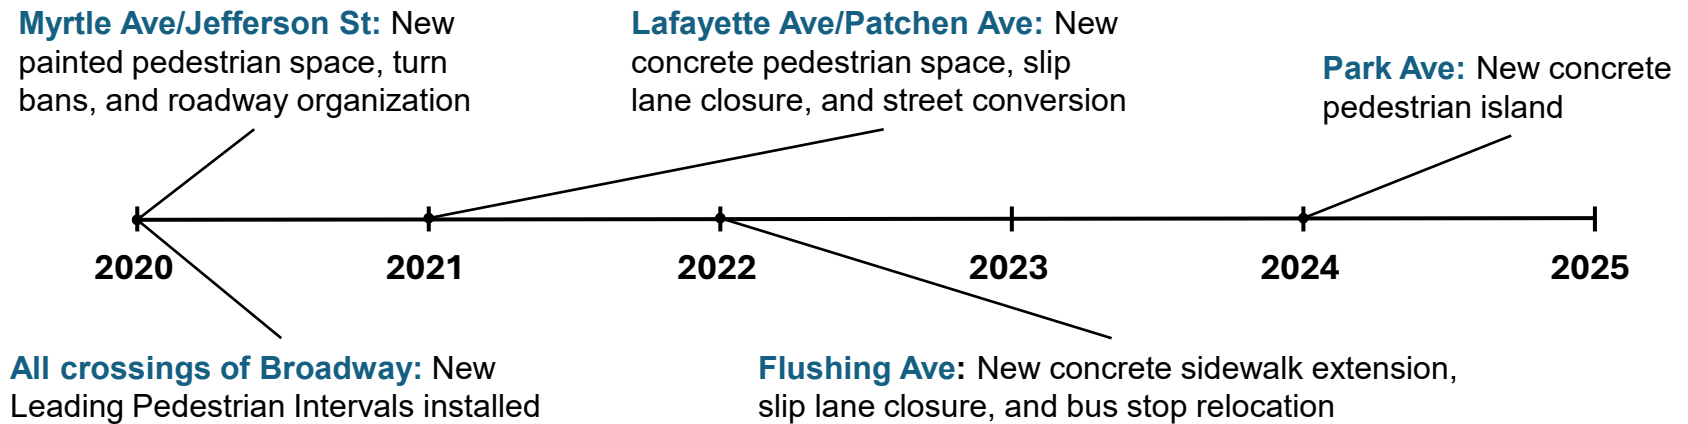 Myrtle Ave/Jefferson St: New
painted pedestrian space, turn
bans, and roadway organization
Lafayette Ave/Patchen Ave: New
concrete pedestrian space, slip
lane closure, and street conversion
Park Ave: New concrete
pedestrian island
2020
2021
2022
2023
2024
2025
All crossings of Broadway: New
Leading Pedestrian Intervals installed
Flushing Ave: New concrete sidewalk extension,
slip lane closure, and bus stop relocation